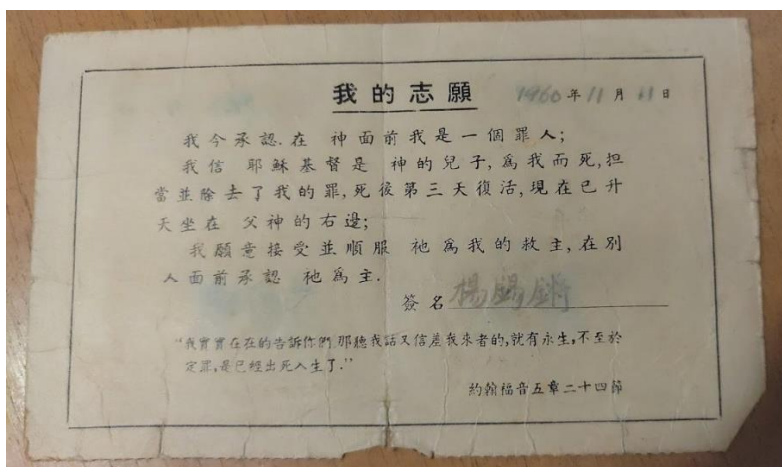 我的志願 1960年11月11日
我今承認.在 神面前我是一個罪人;
我信 耶穌基督是 神的兒子,為我而死,担
當並除去了我的罪,死後第三天復活,現在已升
天坐在 父神的右邊;
我願意接受並順服 祂為我的救主,在別
人面前承認 祂為主.
簽名 楊錫鏘
“我實實在在的告訴你們,那聽我話又信差我來者的,就有永生,不至於
定罪,是已經出死入生了.”
約翰福音五章二十四節